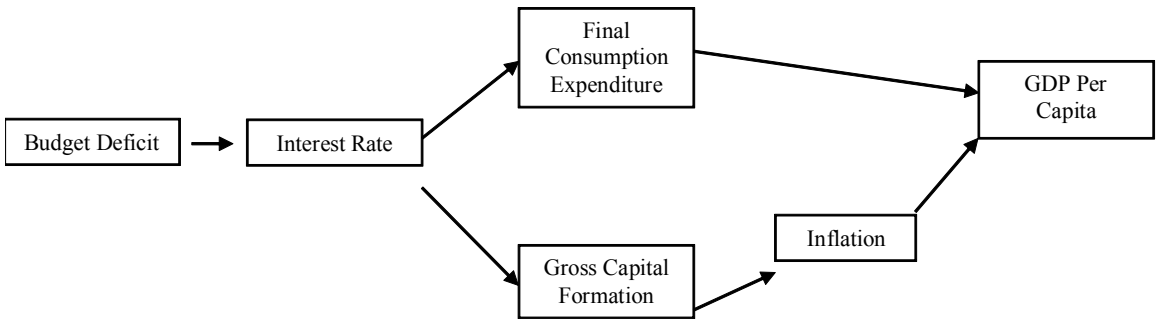 Budget Deficit
Interest Rate
Final
Consumption
Expenditure
Gross Capital
Formation
Inflation
GDP Per
Capita